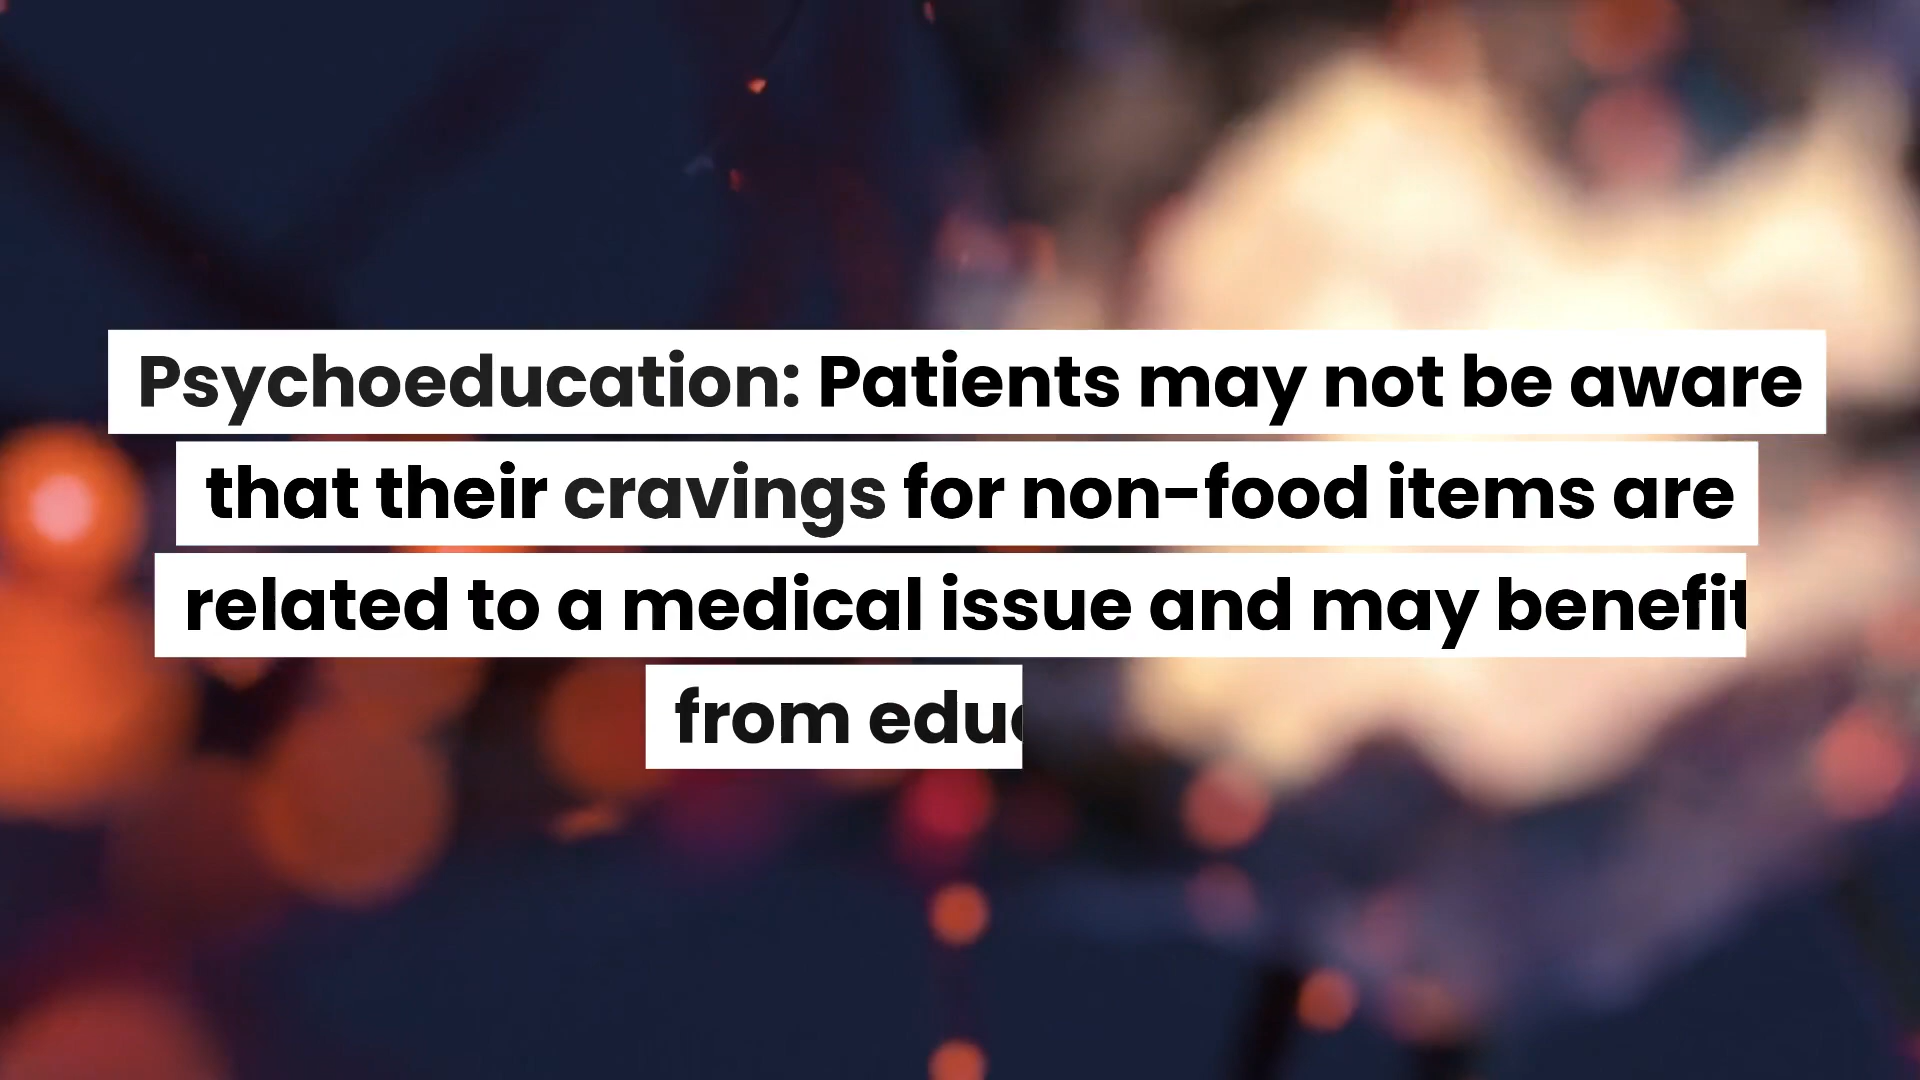 Psychoeducation: Patients may not be aware
that their cravings for non-food items are
related to a medical issue and may benefit
from